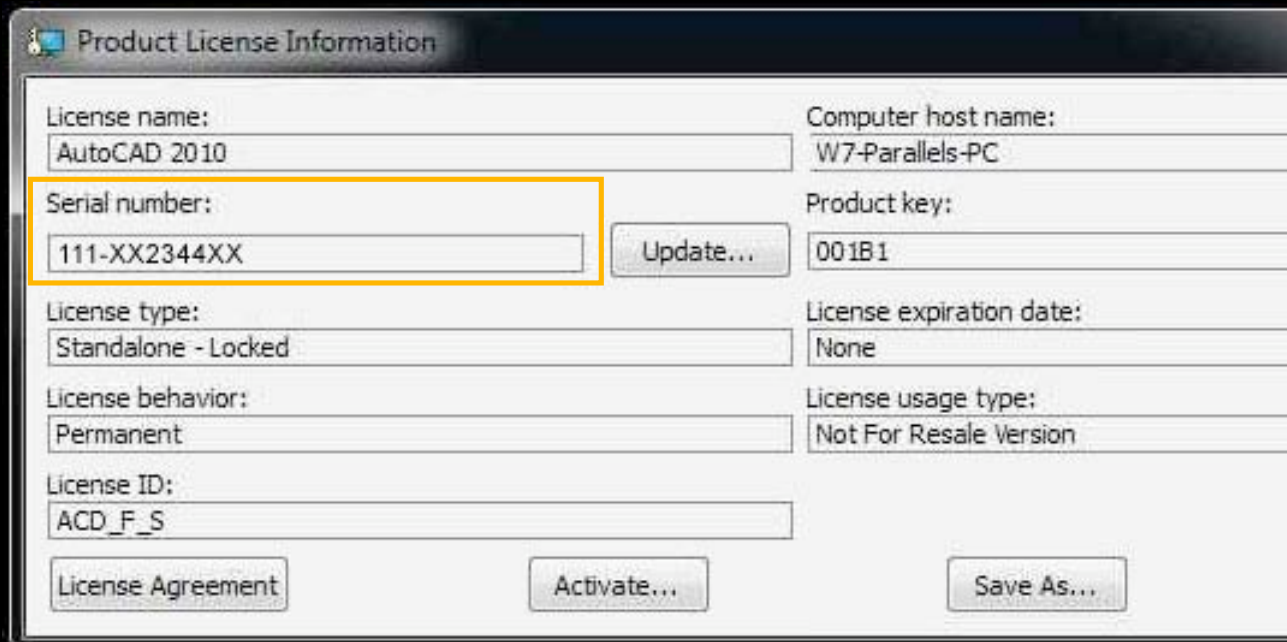 Product License Information
License name:
AutoCAD 2010
Computer host name:
W7-Parallels-PC
Serial number:
111-XX2344XX
Update...
Product key:
001B1
License type:
Standalone - Locked
License expiration date:
None
License behavior:
Permanent
License usage type:
Not For Resale Version
License ID:
ACD_F_S
License Agreement
Activate...
Save As...